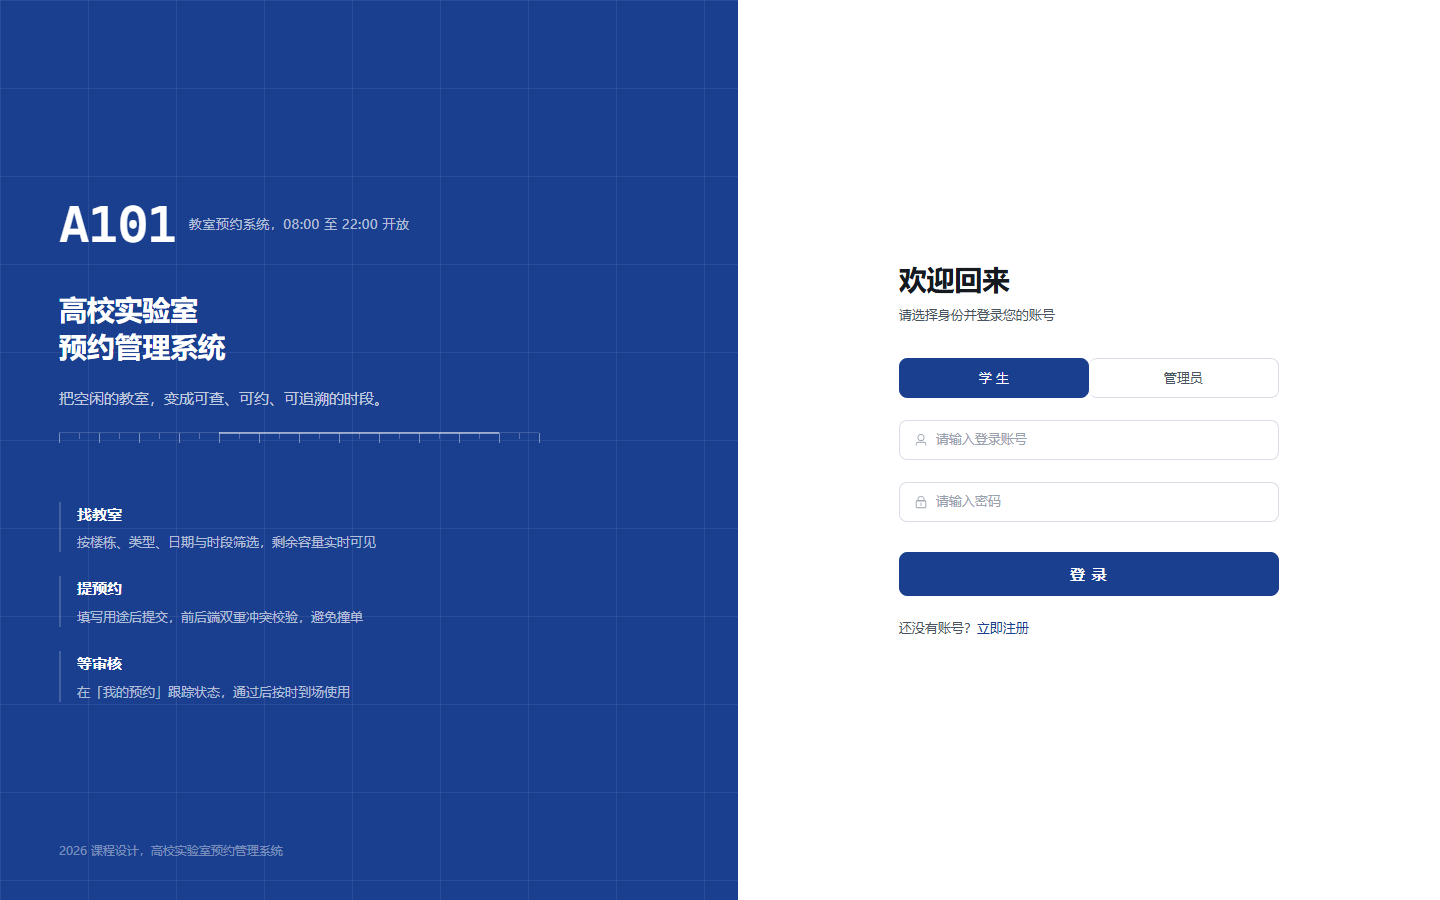 A101 教室预约系统，08:00 至 22:00 开放
高校实验室
预约管理系统
把空闲的教室，变成可查、可约、可追溯的时段。
找教室
按楼栋、类型、日期与时段筛选，剩余容量实时可见
提预约
填写用途后提交，前后端双重冲突校验，避免撞单
等审核
在「我的预约」跟踪状态，通过后按时到场使用
2026 课程设计，高校实验室预约管理系统
欢迎回来
请选择身份并登录您的账号
学 生
管理员
请输入登录账号
请输入密码
登 录
还没有账号？立即注册